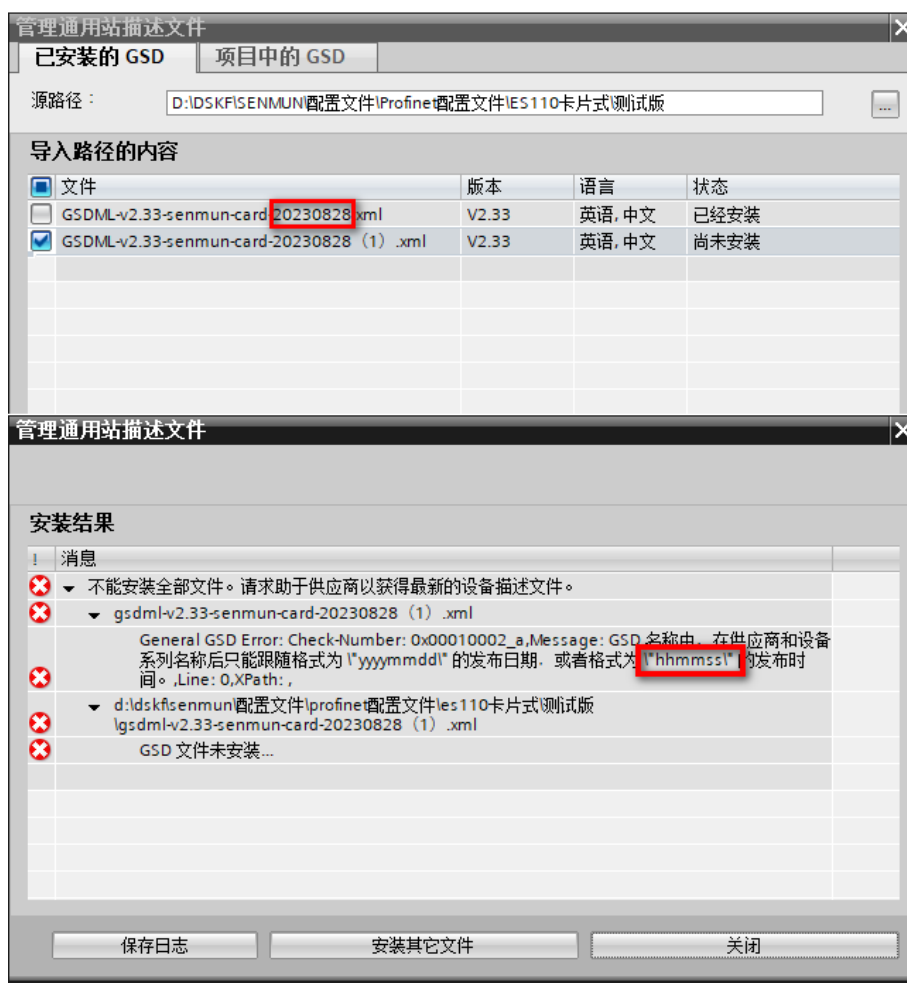 管理通用站描述文件
已安装的 GSD 项目中的 GSD
源路径： D:\DSKF\SENMUN\配置文件\Profinet配置文件\ES110卡片式\测试版 ...
导入路径的内容
文件 版本 语言 状态
GSDML-v2.33-senmun-card-20230828.xml V2.33 英语, 中文 已经安装
GSDML-v2.33-senmun-card-20230828（1）.xml V2.33 英语, 中文 尚未安装
管理通用站描述文件
安装结果
! 消息
不能安装全部文件。请求助于供应商以获得最新的设备描述文件。
gsdml-v2.33-senmun-card-20230828（1）.xml
General GSD Error: Check-Number: 0x00010002_a,Message: GSD 名称中，在供应商和设备
系列名称后只能跟随格式为 \"yyyymmdd\" 的发布日期．或者格式为 \"hhmmss\" 的发布时
间。,Line: 0,XPath: ,
d:\dskf\senmun\配置文件\profinet配置文件\es110卡片式\测试版
\gsdml-v2.33-senmun-card-20230828（1）.xml
GSD 文件未安装...
保存日志 安装其它文件 关闭